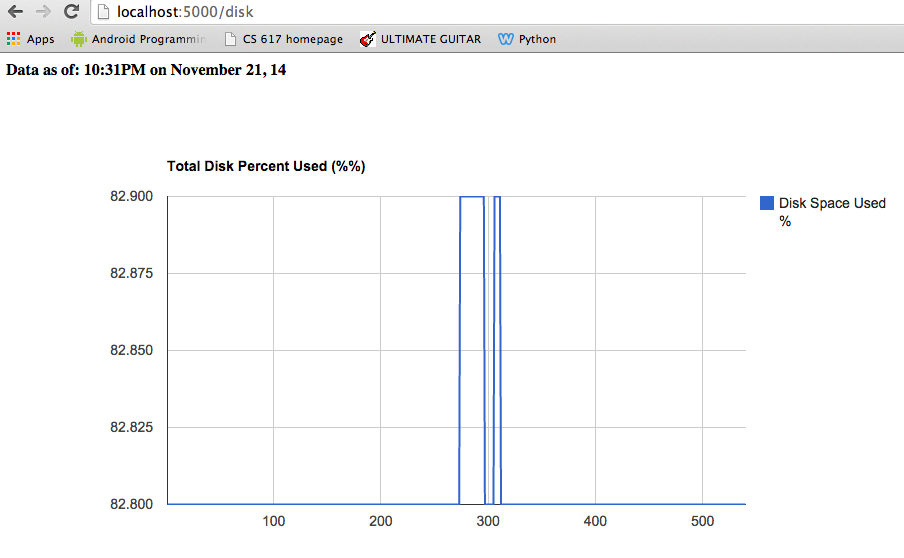 localhost:5000/disk
Apps Android Programmin CS 617 homepage ULTIMATE GUITAR Python
Data as of: 10:31PM on November 21, 14
Total Disk Percent Used (%%)
82.900
82.875
82.850
82.825
82.800
100 200 300 400 500
Disk Space Used
%